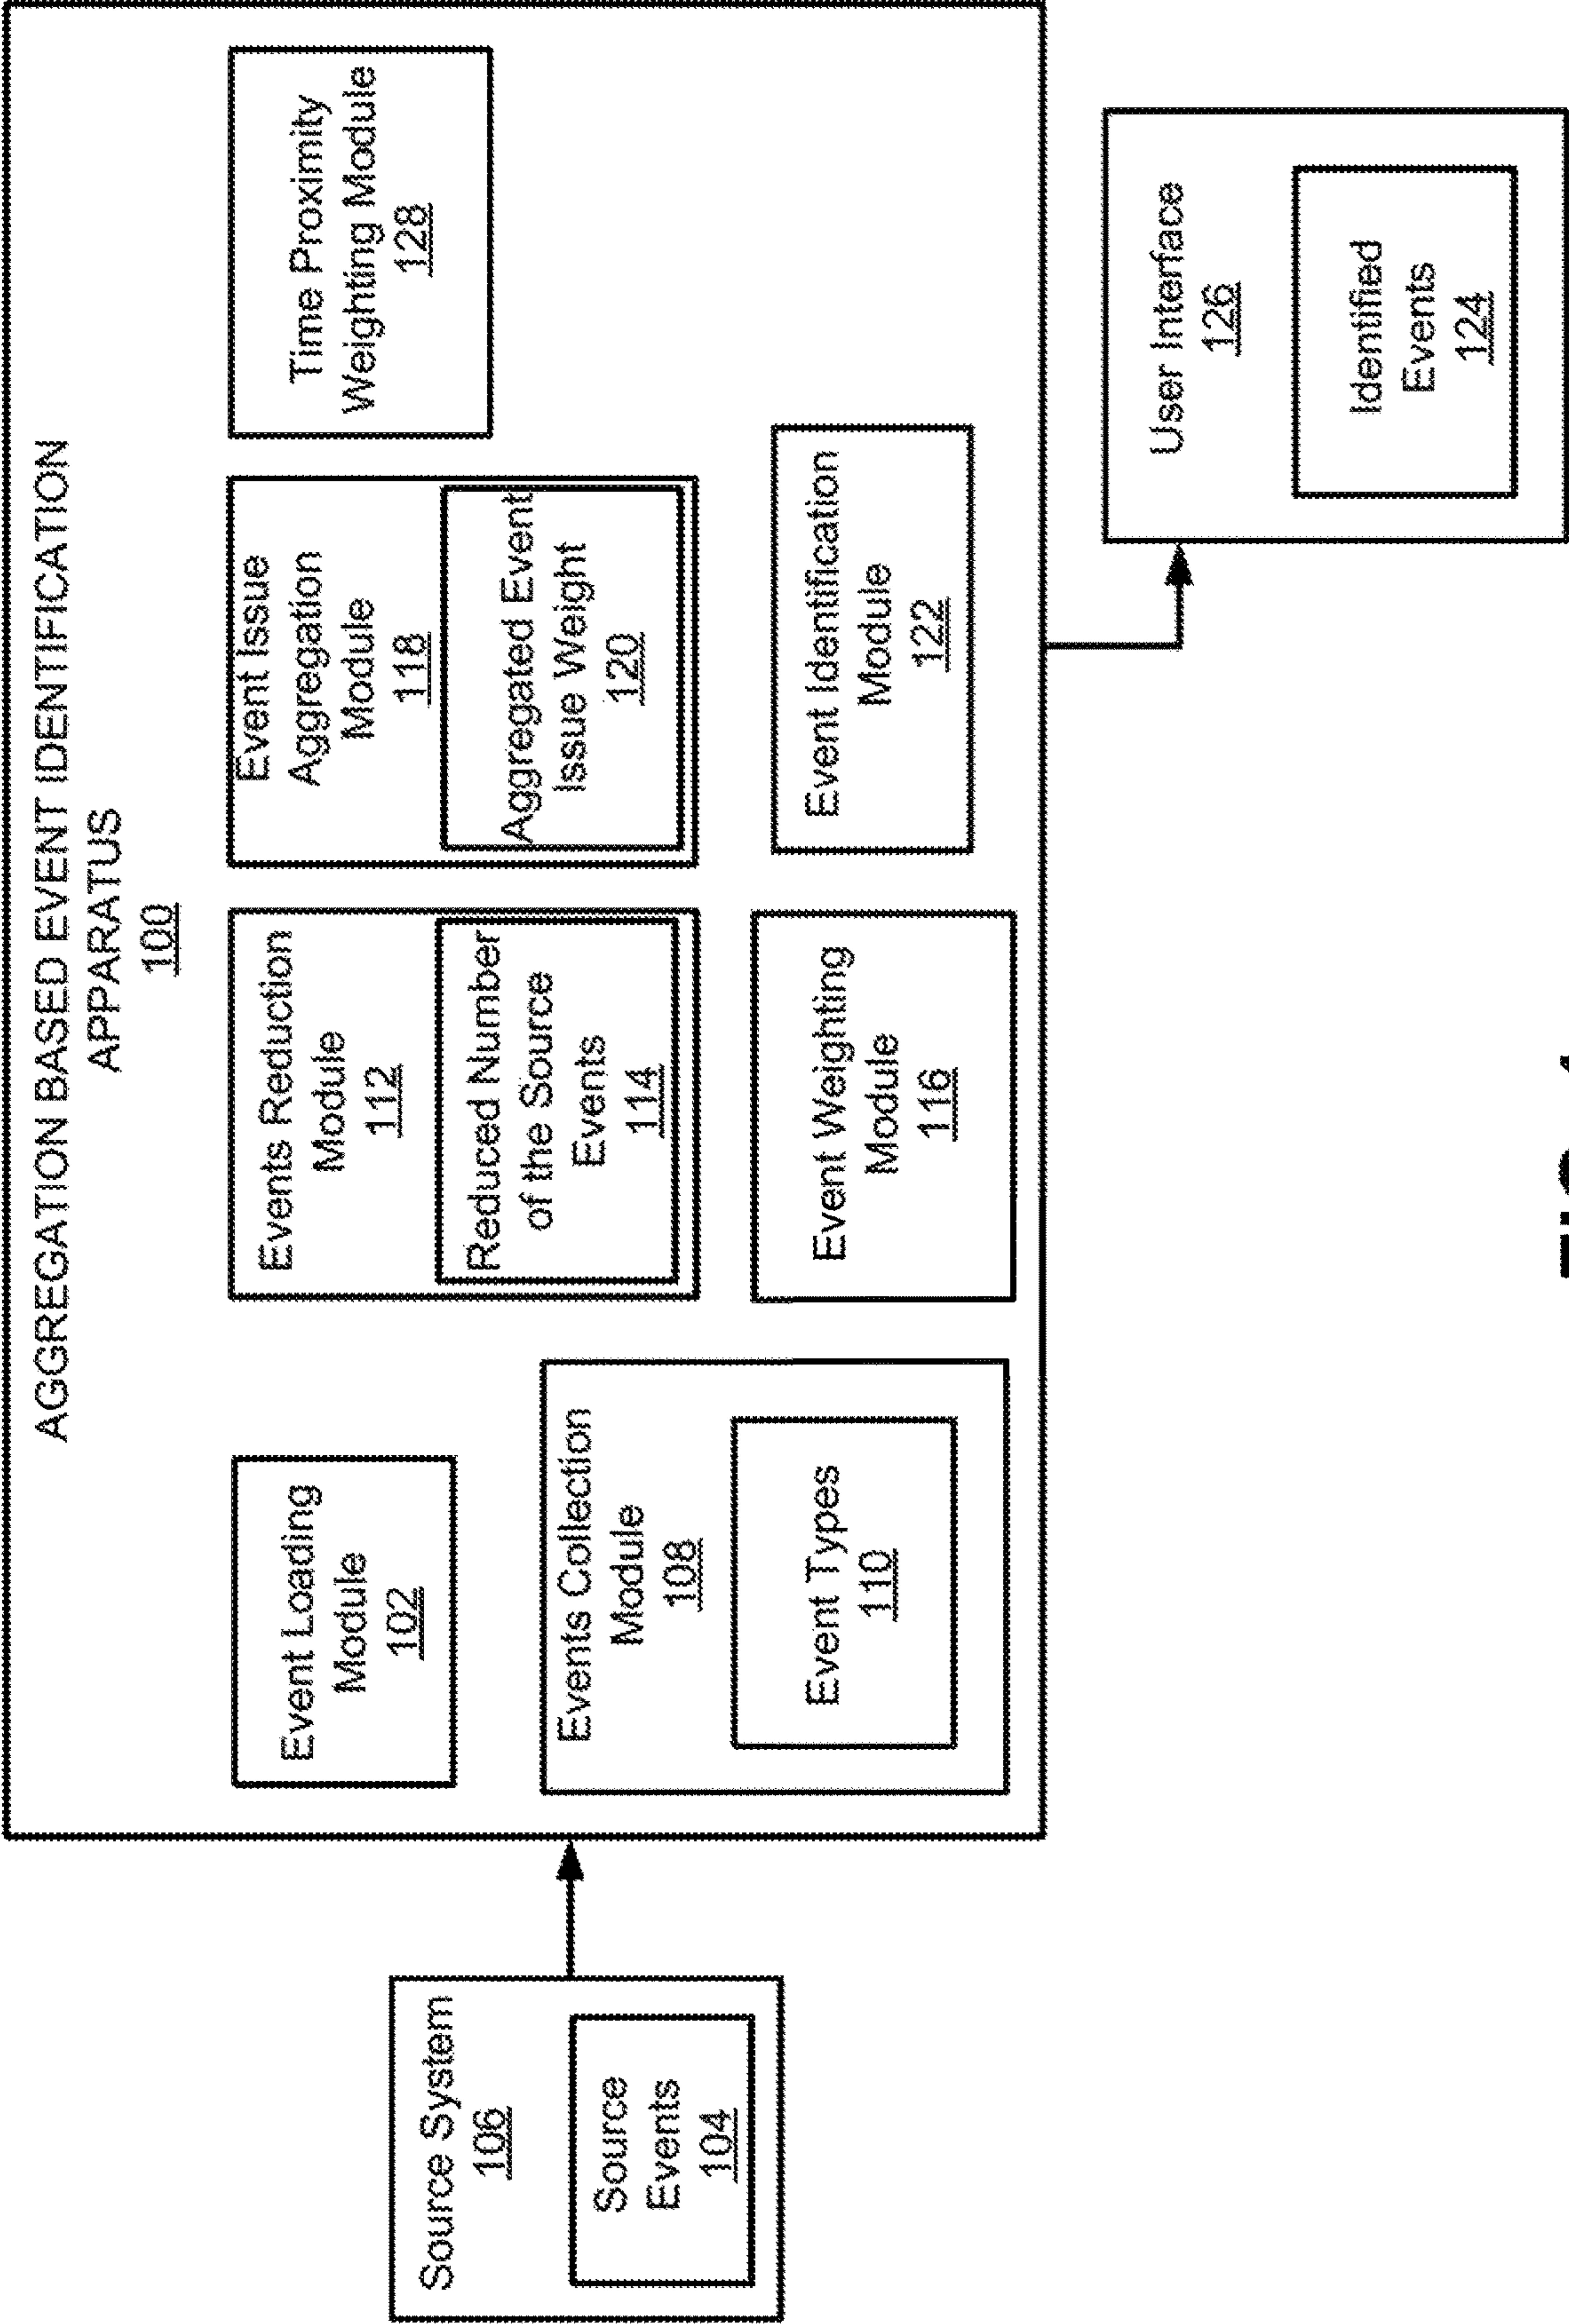 AGGREGATION BASED EVENT IDENTIFICATION
APPARATUS
100
Source System
106
Source
Events
104
Event Loading
Module
102
Events Collection
Module
108
Event Types
110
Events Reduction
Module
112
Reduced Number
of the Source
Events
114
Event Weighting
Module
116
Event Issue
Aggregation
Module
118
Aggregated Event
Issue Weight
120
Event Identification
Module
122
Time Proximity
Weighting Module
128
User Interface
126
Identified
Events
124